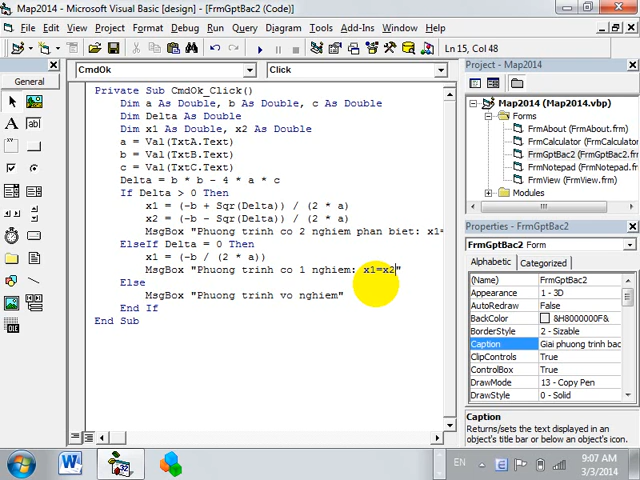 Map2014 - Microsoft Visual Basic [design] - [FrmGptBac2 (Code)]
File Edit View Project Format Debug Run Query Diagram Tools Add-Ins Window Help
Ln 15, Col 48
General
CmdOk
Click
Private Sub CmdOk_Click()
Dim a As Double, b As Double, c As Double
Dim Delta As Double
Dim x1 As Double, x2 As Double
a = Val(TxtA.Text)
b = Val(TxtB.Text)
c = Val(TxtC.Text)
Delta = b * b - 4 * a * c
If Delta > 0 Then
x1 = (-b + Sqr(Delta)) / (2 * a)
x2 = (-b - Sqr(Delta)) / (2 * a)
MsgBox "Phuong trinh co 2 nghiem phan biet: x1=
ElseIf Delta = 0 Then
x1 = (-b / (2 * a))
MsgBox "Phuong trinh co 1 nghiem: x1=x2"
Else
MsgBox "Phuong trinh vo nghiem"
End If
End Sub
Project - Map2014
Map2014 (Map2014.vbp)
Forms
FrmAbout (FrmAbout.frm)
FrmCalculator (FrmCalculator.frm)
FrmGptBac2 (FrmGptBac2.frm
FrmNotepad (FrmNotepad.frm)
FrmView (FrmView.frm)
Modules
Properties - FrmGptBac2
FrmGptBac2 Form
Alphabetic Categorized
(Name) FrmGptBac2
Appearance 1 - 3D
AutoRedraw False
BackColor &H8000000F&
BorderStyle 2 - Sizable
Caption Giai phuong trinh bac
ClipControls True
ControlBox True
DrawMode 13 - Copy Pen
DrawStyle 0 - Solid
Caption
Returns/sets the text displayed in an object's title bar or below an object's icon.
EN
9:07 AM
3/3/2014